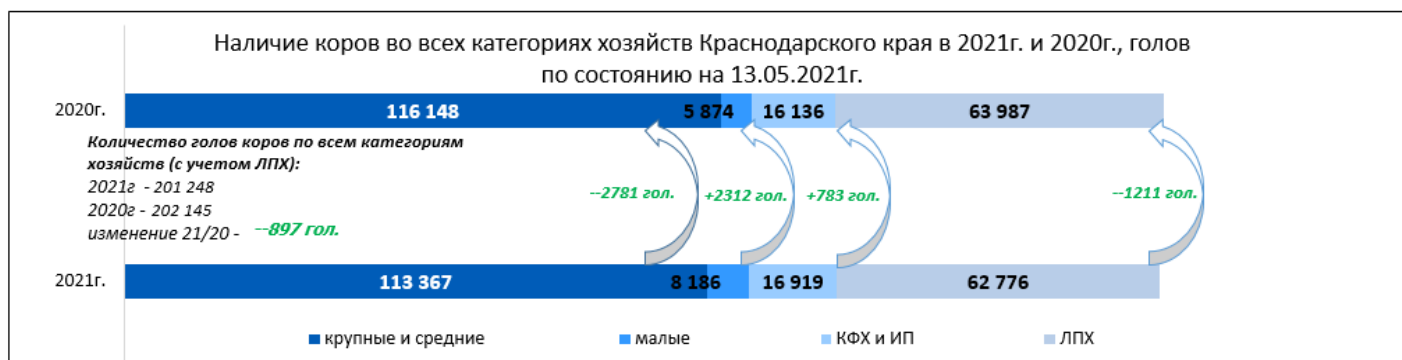 Наличие коров во всех категориях хозяйств Краснодарского края в 2021г. и 2020г., голов
по состоянию на 13.05.2021г.
2020г.
116 148
5 874
16 136
63 987
Количество голов коров по всем категориям
хозяйств (с учетом ЛПХ):
2021г - 201 248
2020г - 202 145
изменение 21/20 - --897 гол.
--2781 гол.
+2312 гол.
+783 гол.
--1211 гол.
2021г.
113 367
8 186
16 919
62 776
крупные и средние
малые
КФХ и ИП
ЛПХ